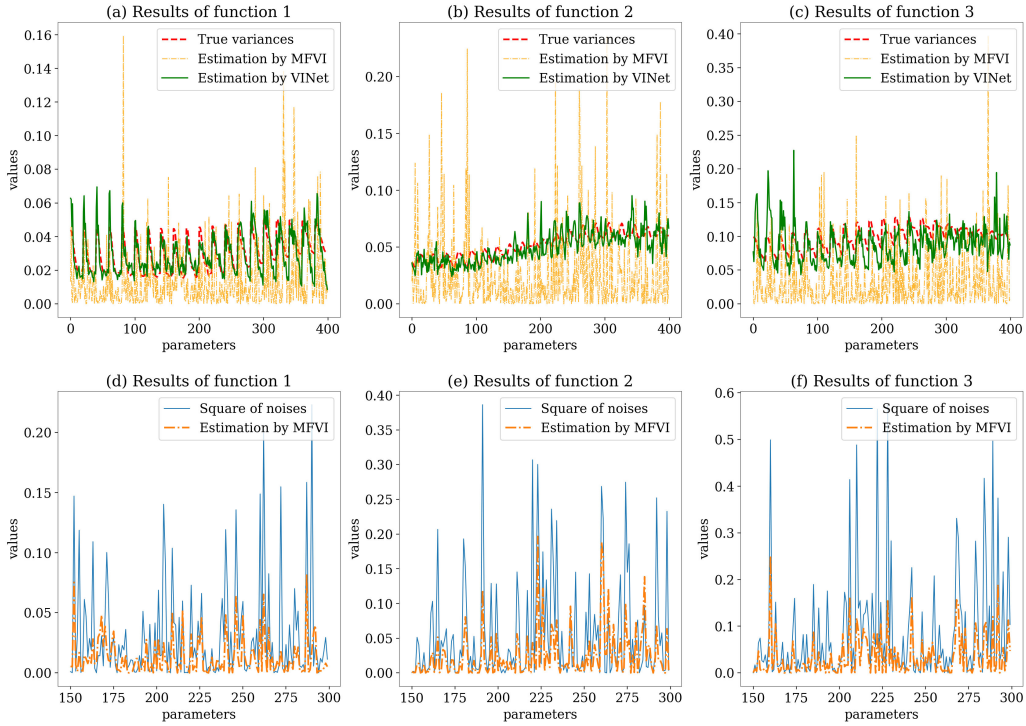 (a) Results of function 1
(b) Results of function 2
(c) Results of function 3
0.16
0.14
0.12
0.10
0.08
0.06
0.04
0.02
0.00
values
True variances
Estimation by MFVI
Estimation by VINet
0 100 200 300 400
parameters
0.20
0.15
0.10
0.05
0.00
values
True variances
Estimation by MFVI
Estimation by VINet
0 100 200 300 400
parameters
0.40
0.35
0.30
0.25
0.20
0.15
0.10
0.05
0.00
values
True variances
Estimation by MFVI
Estimation by VINet
0 100 200 300 400
parameters
(d) Results of function 1
(e) Results of function 2
(f) Results of function 3
0.20
0.15
0.10
0.05
0.00
values
Square of noises
Estimation by MFVI
150 175 200 225 250 275 300
parameters
0.40
0.35
0.30
0.25
0.20
0.15
0.10
0.05
0.00
values
Square of noises
Estimation by MFVI
150 175 200 225 250 275 300
parameters
0.6
0.5
0.4
0.3
0.2
0.1
0.0
values
Square of noises
Estimation by MFVI
150 175 200 225 250 275 300
parameters